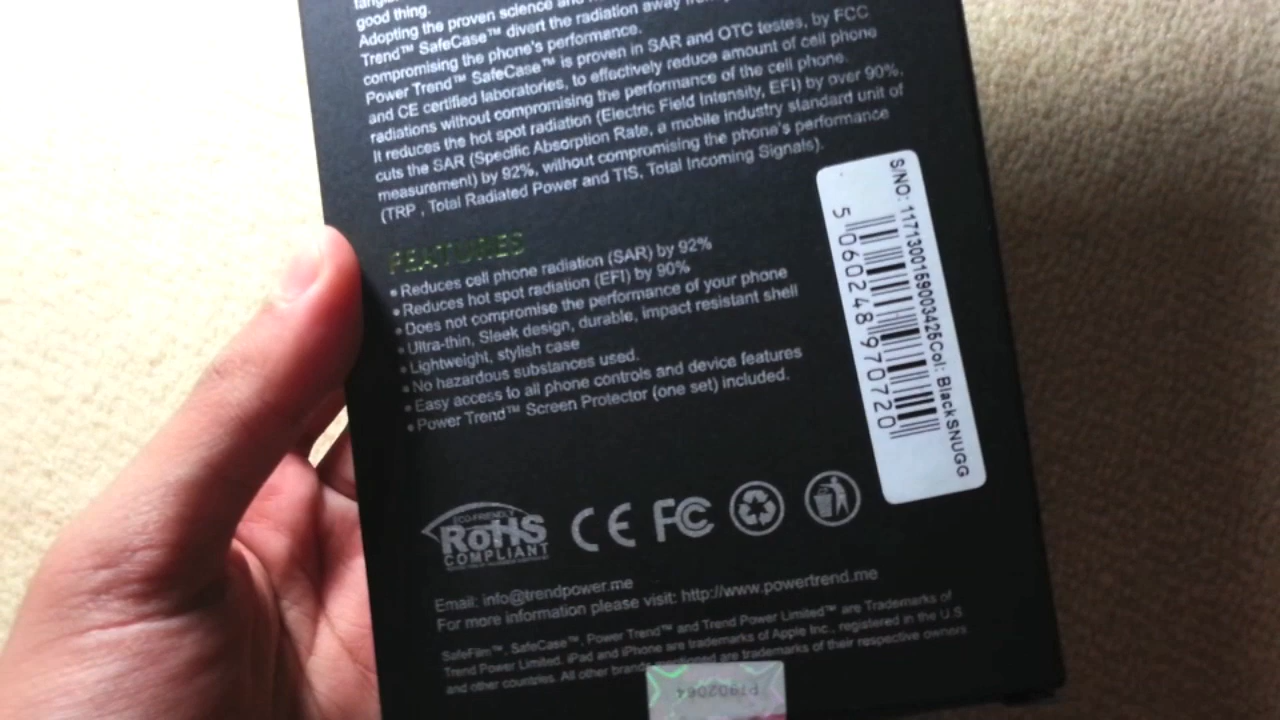 good thing.
Adopting the proven science and
Trend™ SafeCase™ divert the radiation away
compromising the phone's performance.
Power Trend™ SafeCase™ is proven in SAR and OTC testes, by FCC
and CE certified laboratories, to effectively reduce amount of cell phone
radiations without compromising the performance of the cell phone.
It reduces the hot spot radiation (Electric Field Intensity, EFI) by over 90%,
cuts the SAR (Specific Absorption Rate, a mobile industry standard unit of
measurement) by 92%, without compromising the phone's performance
(TRP , Total Radiated Power and TIS, Total Incoming Signals).
FEATURES
• Reduces cell phone radiation (SAR) by 92%
• Reduces hot spot radiation (EFI) by 90%
• Does not compromise the performance of your phone
• Ultra-thin, Sleek design, durable, impact resistant shell
• Lightweight, stylish case
• No hazardous substances used.
• Easy access to all phone controls and device features
• Power Trend™ Screen Protector (one set) included.
S/NO: 1171300159003425Col: BlackSNUGG
5 060248 970720
ECO-FRIENDLY
RoHS
COMPLIANT
CE FC
Email: info@trendpower.me
For more information please visit: http://www.powertrend.me
SafeFilm™, SafeCase™, Power Trend™ and Trend Power Limited™ are Trademarks of
Trend Power Limited. iPad and iPhone are trademarks of Apple Inc., registered in the U.S.
and other countries. All other brands are trademarks of their respective owners
PT902064